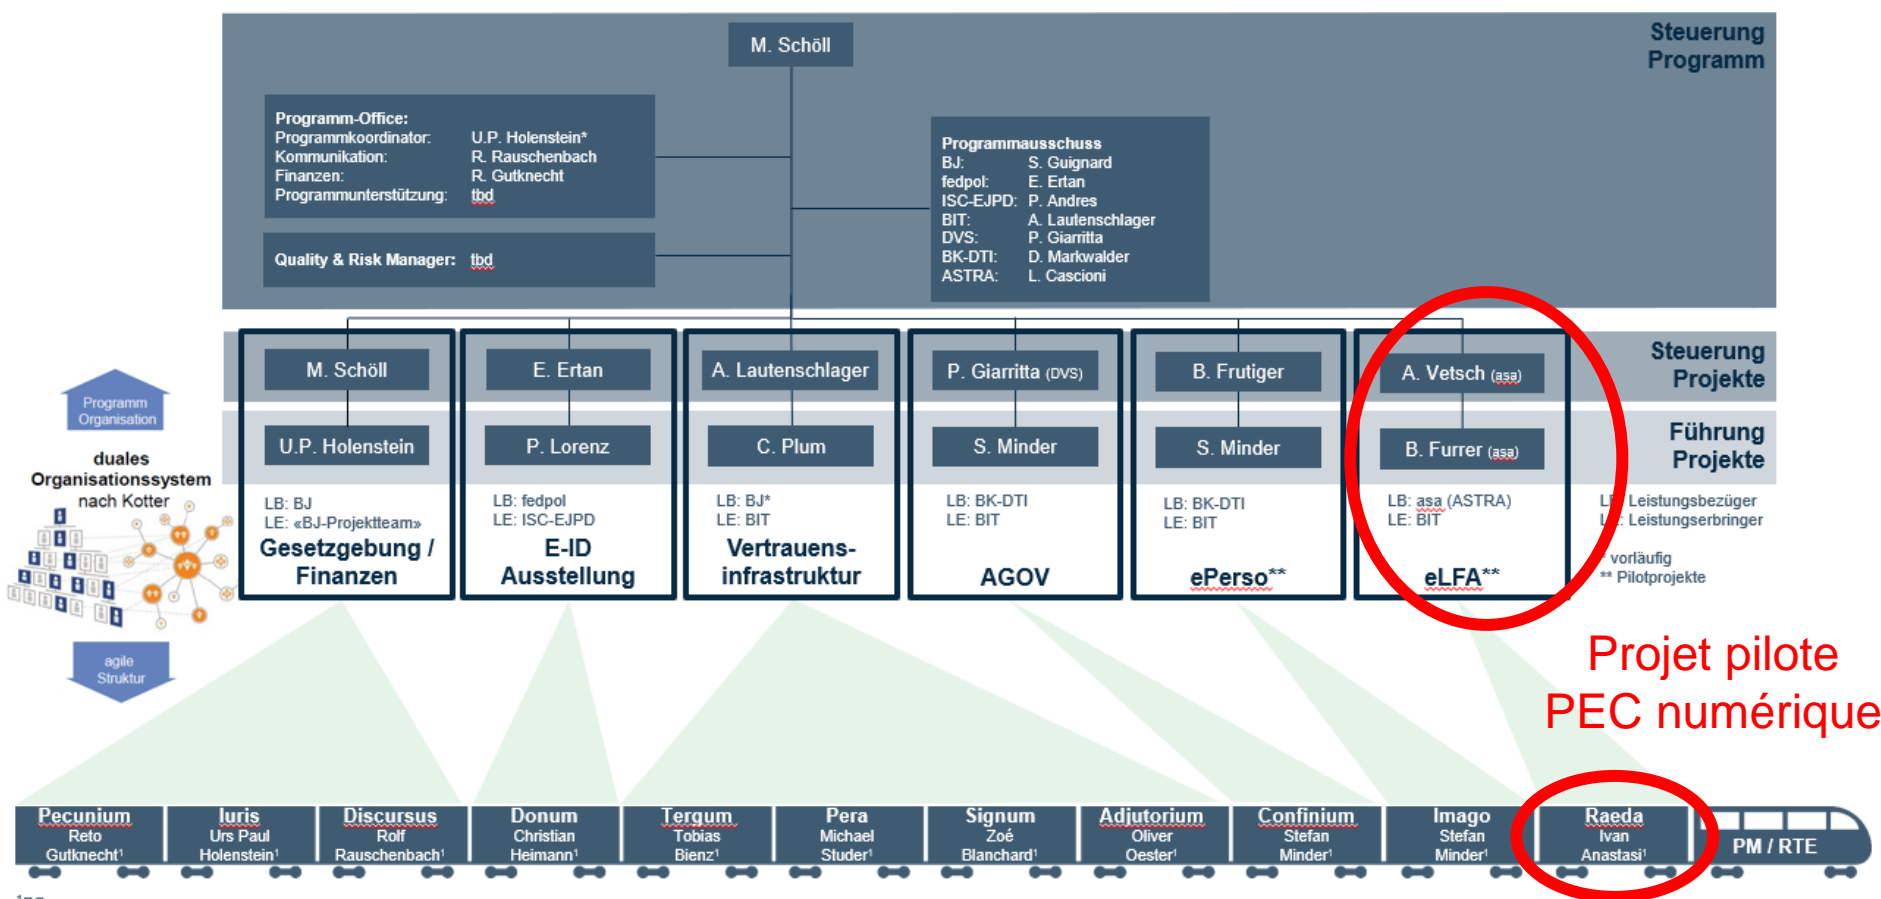 M. Schöll
Steuerung
Programm
Programm-Office:
Programmkoordinator: U.P. Holenstein*
Kommunikation: R. Rauschenbach
Finanzen: R. Gutknecht
Programmunterstützung: tbd
Quality & Risk Manager: tbd
Programmausschuss
BJ: S. Guignard
fedpol: E. Ertan
ISC-EJPD: P. Andres
BIT: A. Lautenschlager
DVS: P. Giarritta
BK-DTI: D. Markwalder
ASTRA: L. Cascioni
M. Schöll
E. Ertan
A. Lautenschlager
P. Giarritta (DVS)
B. Frutiger
A. Vetsch (asa)
Steuerung
Projekte
U.P. Holenstein
P. Lorenz
C. Plum
S. Minder
S. Minder
B. Furrer (asa)
Führung
Projekte
LB: BJ
LE: «BJ-Projektteam»
Gesetzgebung /
Finanzen
LB: fedpol
LE: ISC-EJPD
E-ID
Ausstellung
LB: BJ*
LE: BIT
Vertrauens-
infrastruktur
LB: BK-DTI
LE: BIT
AGOV
LB: BK-DTI
LE: BIT
ePerso**
LB: asa (ASTRA)
LE: BIT
eLFA**
Leistungsbezüger
Leistungserbringer
* vorläufig
** Pilotprojekte
Programm
Organisation
duales
Organisationssystem
nach Kotter
agile
Struktur
Projet pilote
PEC numérique
Pecunium
Reto
Gutknecht¹
Iuris
Urs Paul
Holenstein¹
Discursus
Rolf
Rauschenbach¹
Donum
Christian
Heimann¹
Tergum
Tobias
Bienz¹
Pera
Michael
Studer¹
Signum
Zoé
Blanchard¹
Adjutorium
Oliver
Oester¹
Confinium
Stefan
Minder¹
Imago
Stefan
Minder¹
Raeda
Ivan
Anastasi¹
PM / RTE